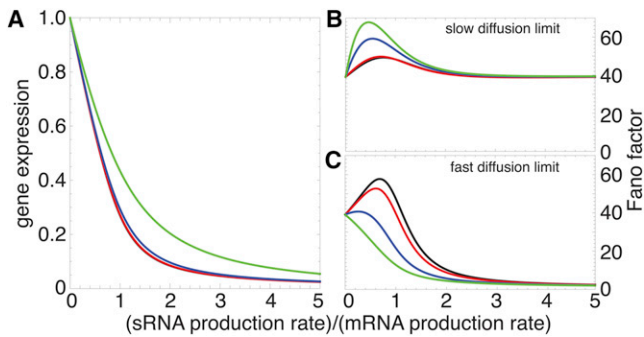 A
B
C
gene expression
1.0
0.8
0.6
0.4
0.2
0
0 1 2 3 4 5
slow diffusion limit
60
40
20
0
fast diffusion limit
60
40
20
0
Fano factor
0 1 2 3 4 5
(sRNA production rate)/(mRNA production rate)